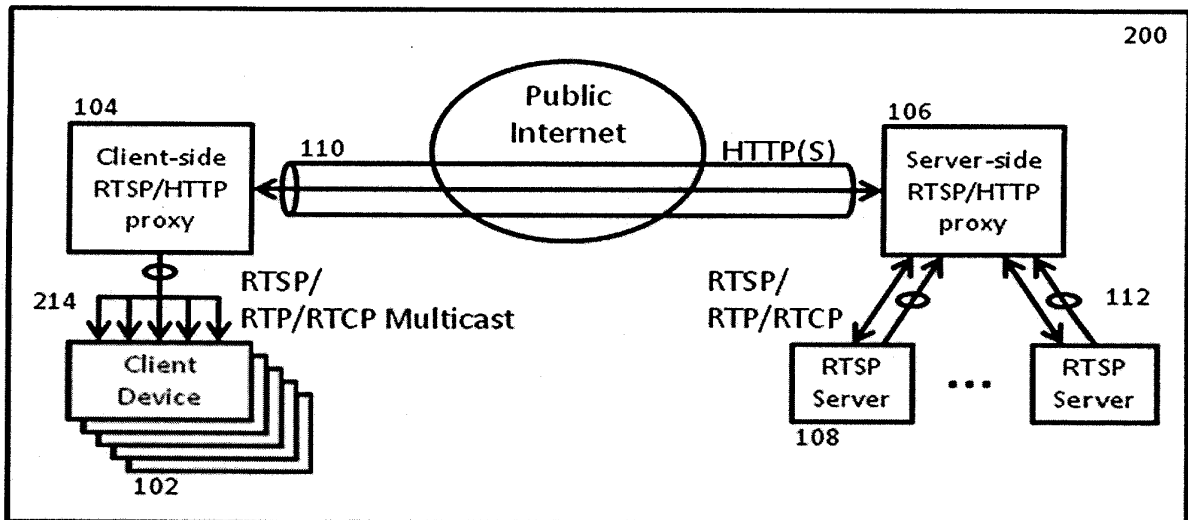 200
Public
Internet
104
Client-side
RTSP/HTTP
proxy
110
HTTP(S)
106
Server-side
RTSP/HTTP
proxy
214
RTSP/
RTP/RTCP Multicast
RTSP/
RTP/RTCP
112
Client
Device
102
RTSP
Server
108
...
RTSP
Server